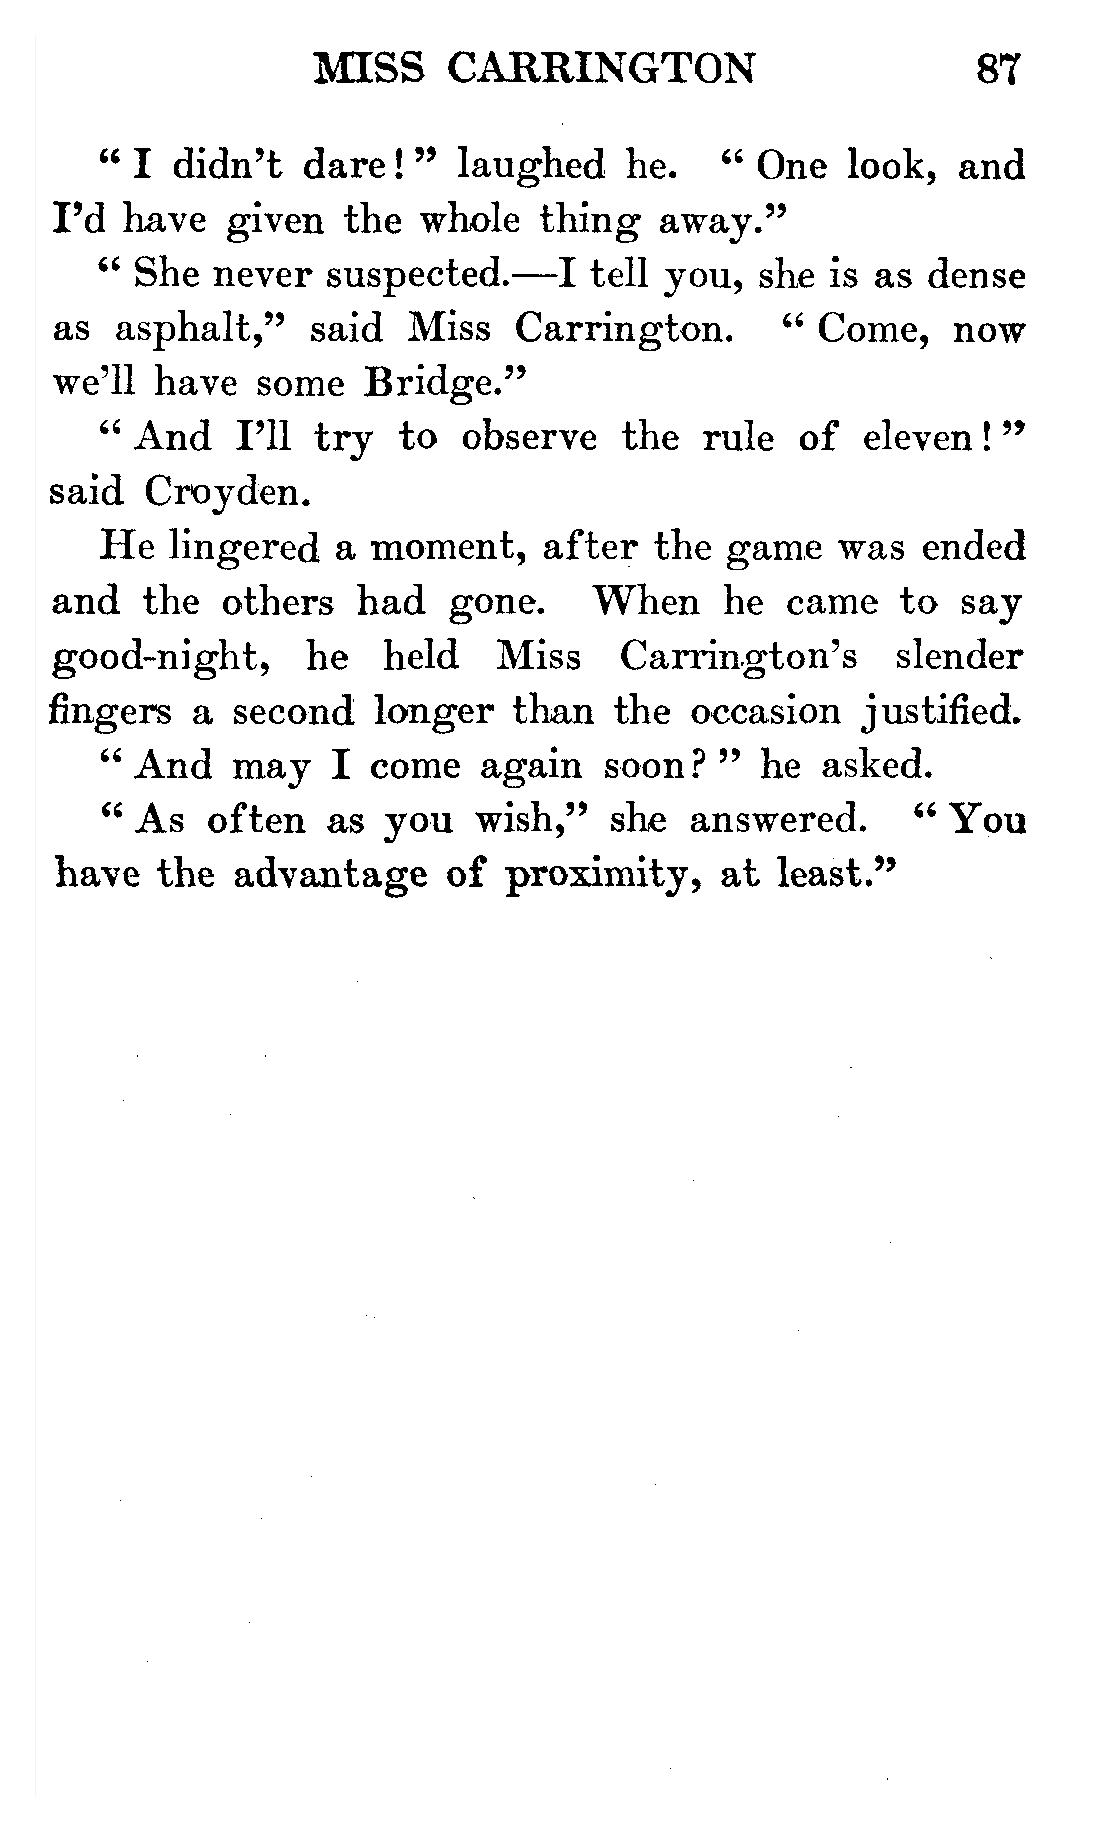 MISS CARRINGTON 87
“ I didn’t dare! ” laughed he. “ One look, and
I’d have given the whole thing away.”
“ She never suspected.—I tell you, she is as dense
as asphalt,” said Miss Carrington. “ Come, now
we’ll have some Bridge.”
“ And I’ll try to observe the rule of eleven! ”
said Croyden.
He lingered a moment, after the game was ended
and the others had gone. When he came to say
good-night, he held Miss Carrington’s slender
fingers a second longer than the occasion justified.
“ And may I come again soon? ” he asked.
“ As often as you wish,” she answered. “ You
have the advantage of proximity, at least.”